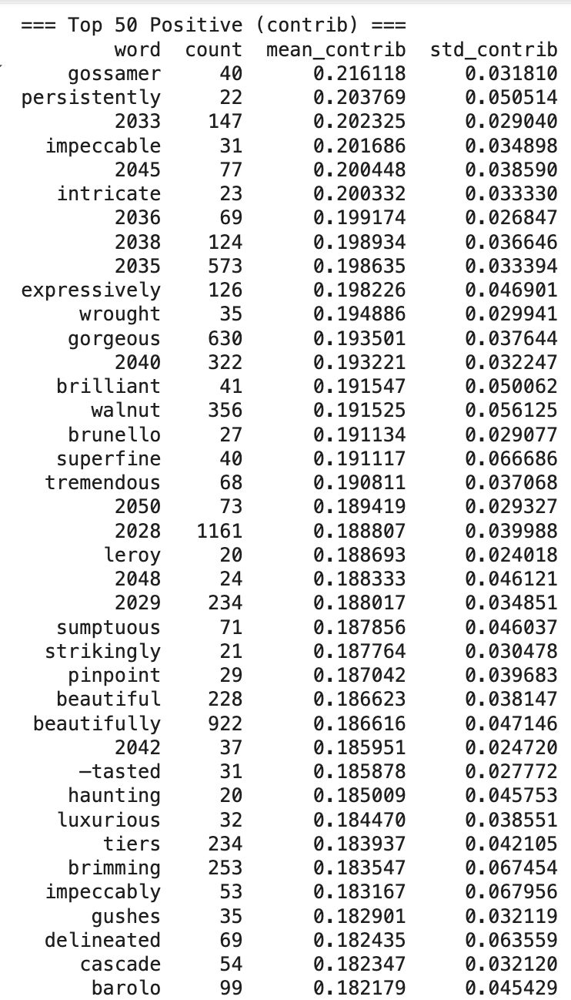 === Top 50 Positive (contrib) ===
word count mean_contrib std_contrib
gossamer 40 0.216118 0.031810
persistently 22 0.203769 0.050514
2033 147 0.202325 0.029040
impeccable 31 0.201686 0.034898
2045 77 0.200448 0.038590
intricate 23 0.200332 0.033330
2036 69 0.199174 0.026847
2038 124 0.198934 0.036646
2035 573 0.198635 0.033394
expressively 126 0.198226 0.046901
wrought 35 0.194886 0.029941
gorgeous 630 0.193501 0.037644
2040 322 0.193221 0.032247
brilliant 41 0.191547 0.050062
walnut 356 0.191525 0.056125
brunello 27 0.191134 0.029077
superfine 40 0.191117 0.066686
tremendous 68 0.190811 0.037068
2050 73 0.189419 0.029327
2028 1161 0.188807 0.039988
leroy 20 0.188693 0.024018
2048 24 0.188333 0.046121
2029 234 0.188017 0.034851
sumptuous 71 0.187856 0.046037
strikingly 21 0.187764 0.030478
pinpoint 29 0.187042 0.039683
beautiful 228 0.186623 0.038147
beautifully 922 0.186616 0.047146
2042 37 0.185951 0.024720
—tasted 31 0.185878 0.027772
haunting 20 0.185009 0.045753
luxurious 32 0.184470 0.038551
tiers 234 0.183937 0.042105
brimming 253 0.183547 0.067454
impeccably 53 0.183167 0.067956
gushes 35 0.182901 0.032119
delineated 69 0.182435 0.063559
cascade 54 0.182347 0.032120
barolo 99 0.182179 0.045429